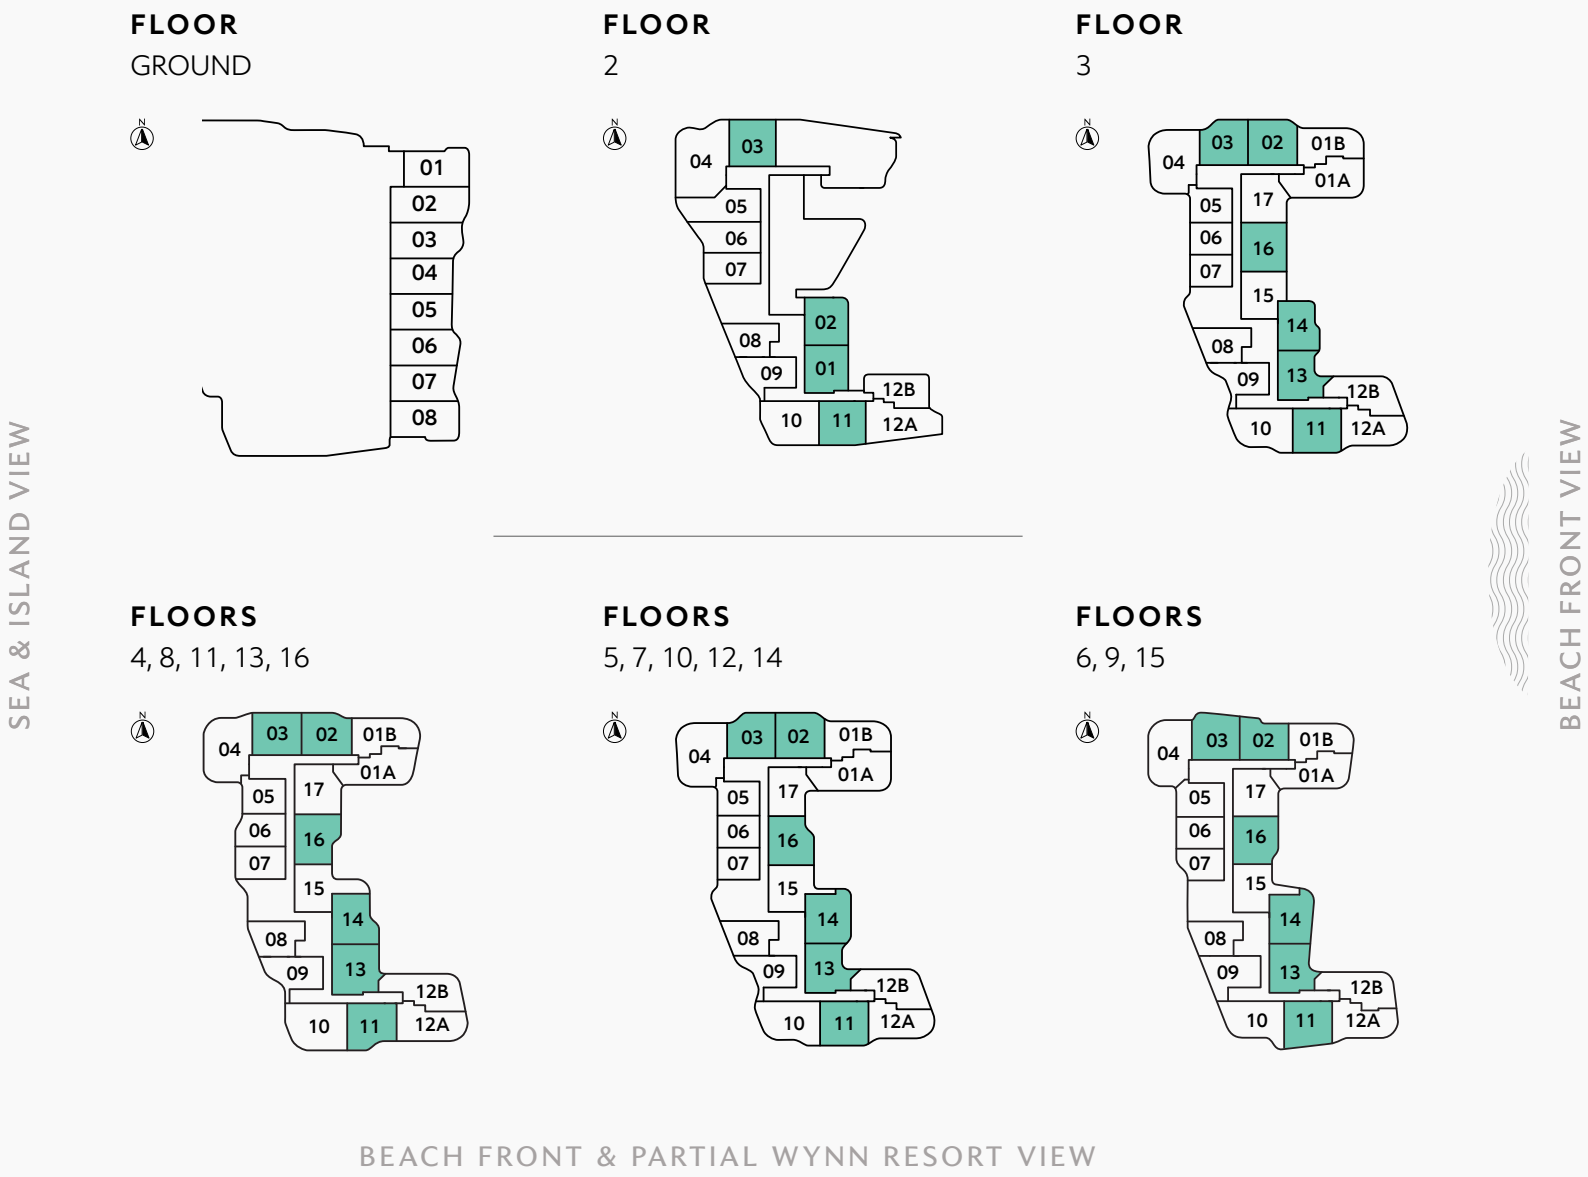 FLOOR
GROUND
N
01
02
03
04
05
06
07
08
FLOOR
2
N
03
04
05
06
07
02
08
01
09
12B
10
11
12A
FLOOR
3
N
03
02
01B
04
01A
17
05
06
16
07
15
14
08
13
09
12B
10
11
12A
SEA & ISLAND VIEW
BEACH FRONT VIEW
FLOORS
4, 8, 11, 13, 16
N
03
02
01B
04
01A
17
05
06
16
07
15
14
08
13
09
12B
10
11
12A
FLOORS
5, 7, 10, 12, 14
N
03
02
01B
04
01A
17
05
06
16
07
15
14
08
13
09
12B
10
11
12A
FLOORS
6, 9, 15
N
03
02
01B
04
01A
17
05
06
16
07
15
14
08
13
09
12B
10
11
12A
BEACH FRONT & PARTIAL WYNN RESORT VIEW